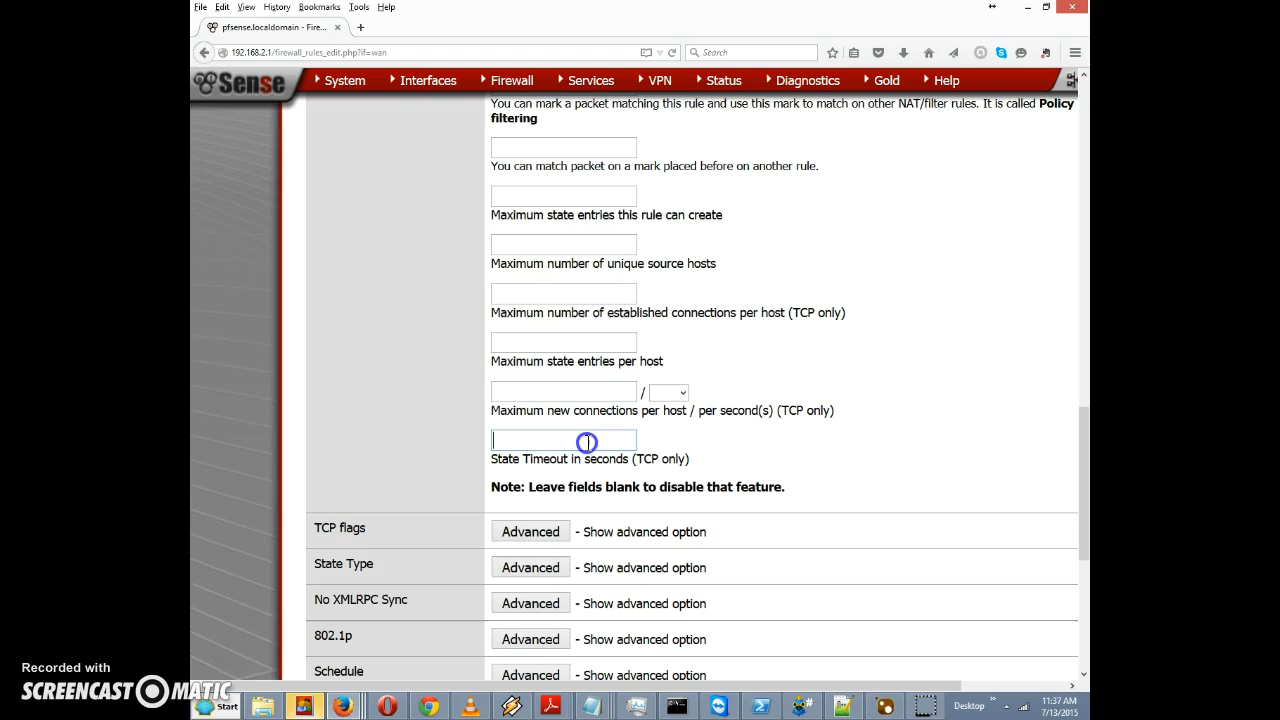 File Edit View History Bookmarks Tools Help
pfsense.localdomain - Fire...
192.168.2.1/firewall_rules_edit.php?if=wan
Search
Sense
System Interfaces Firewall Services VPN Status Diagnostics Gold Help
You can mark a packet matching this rule and use this mark to match on other NAT/filter rules. It is called Policy
filtering
You can match packet on a mark placed before on another rule.
Maximum state entries this rule can create
Maximum number of unique source hosts
Maximum number of established connections per host (TCP only)
Maximum state entries per host
/
Maximum new connections per host / per second(s) (TCP only)
State Timeout in seconds (TCP only)
Note: Leave fields blank to disable that feature.
TCP flags Advanced - Show advanced option
State Type Advanced - Show advanced option
No XMLRPC Sync Advanced - Show advanced option
802.1p Advanced - Show advanced option
Schedule Advanced - Show advanced option
Recorded with
SCREENCAST MATIC
Start
Desktop
11:37 AM
7/13/2015